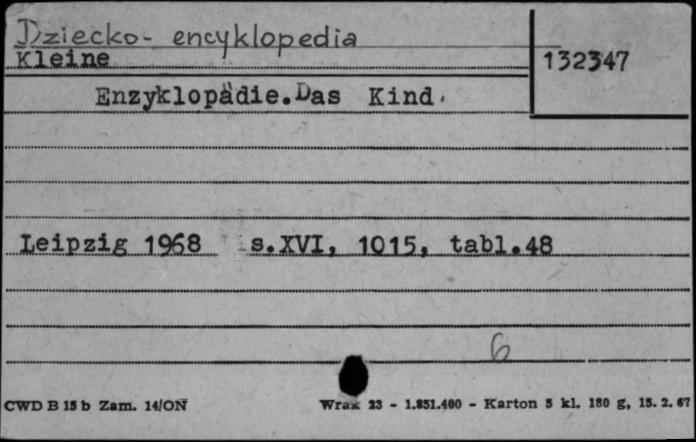 Dziecko - encyklopedia
Kleine
132347
Enzyklopädie. Das Kind.
Leipzig 1968 s.XVI, 1015, tabl.48
6
CWD B 15 b Zam. 14/ON Wrak 23 - 1.851.400 - Karton 5 kl. 180 g, 15. 2. 67